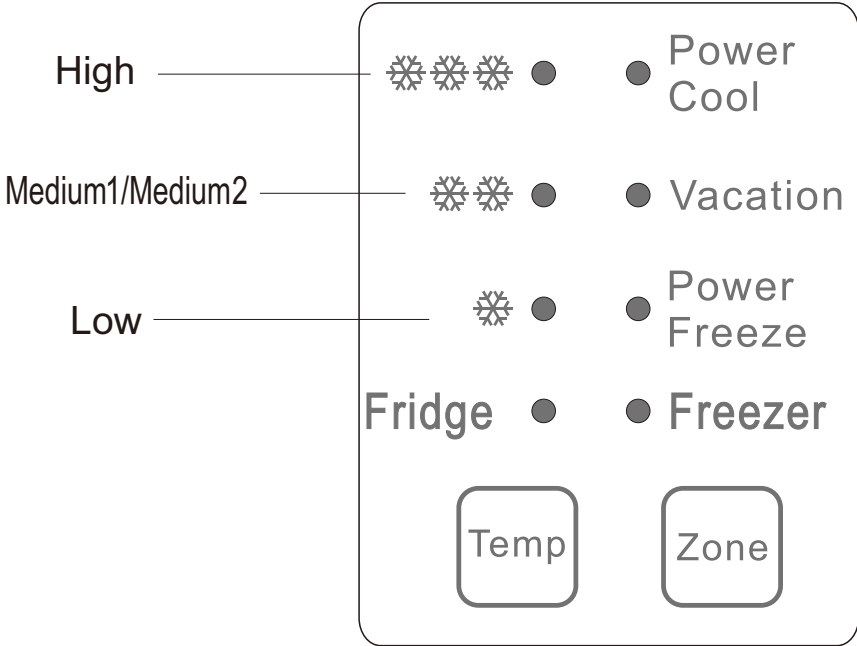 High
Power
Cool
Medium1/Medium2
Vacation
Low
Power
Freeze
Fridge
Freezer
Temp
Zone